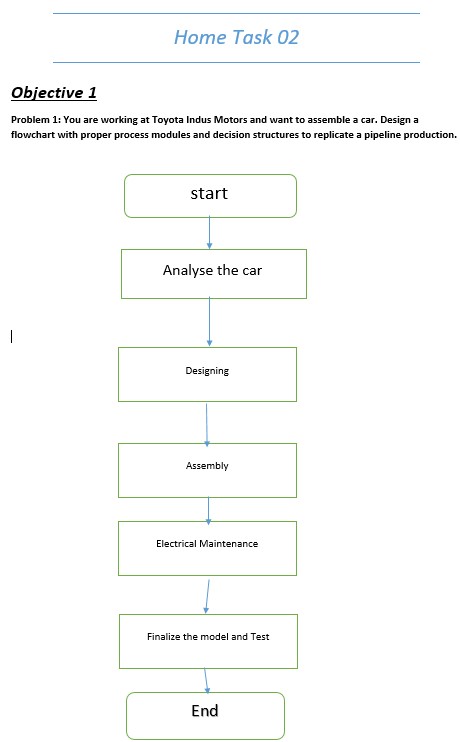 Home Task 02
Objective 1
Problem 1: You are working at Toyota Indus Motors and want to assemble a car. Design a
flowchart with proper process modules and decision structures to replicate a pipeline production.
start
Analyse the car
Designing
Assembly
Electrical Maintenance
Finalize the model and Test
End